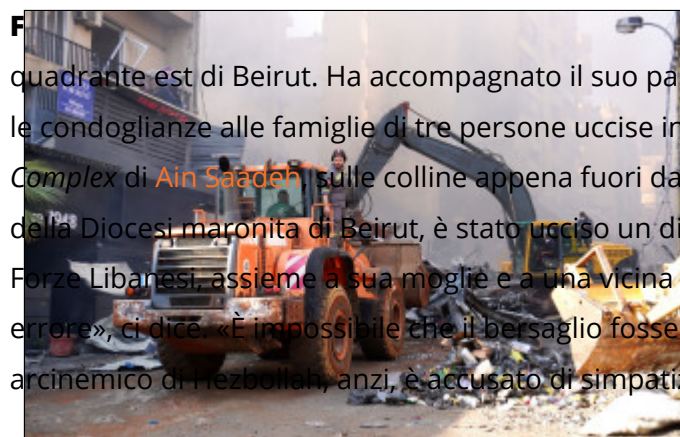 F
quadrante est di Beirut. Ha accompagnato il suo pa
le condoglianze alle famiglie di tre persone uccise in
Complex di Ain Saadeh, sulle colline appena fuori da
della Diocesi maronita di Beirut, è stato ucciso un di
Forze Libanesi, assieme a sua moglie e a una vicina
errore», ci dice. «È impossibile che il bersaglio fosse
arcinemico di Hezbollah, anzi, è accusato di simpatiz